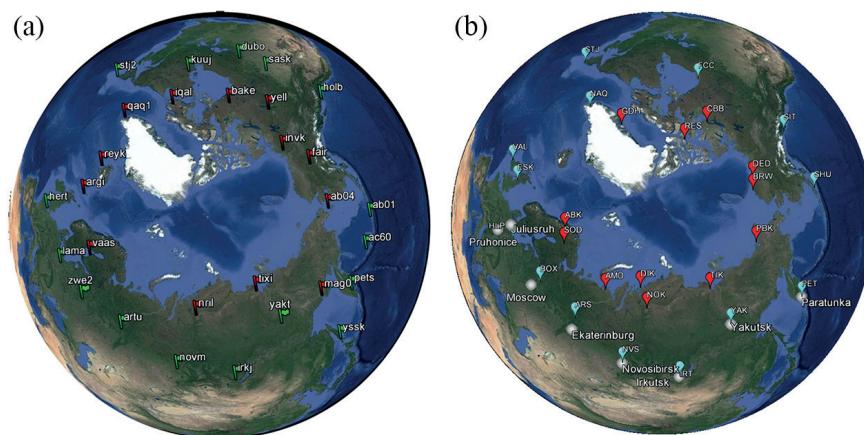 (a)
dubo
kuuj
sask
stj2
holb
iqal
bake
yell
qaq1
invk
reyk
fair
argi
hert
ab04
ab01
vaas
ac60
lama
zwe2
tixi
pets
mag0
nril
yakt
artu
yssk
novm
irkj
(b)
STJ
FCC
NAQ
GDH
CBB
SIT
RES
VAL
ESK
DED
BRW
SHU
ABK
HLP
Juliusruh
SOD
PBK
Pruhonice
BOX
AMD
DIK
TIK
PET
Moscow
NOK
Paratunka
ARS
YAK
Ekaterinburg
Yakutsk
NVS
Novosibirsk
IRT
Irkutsk